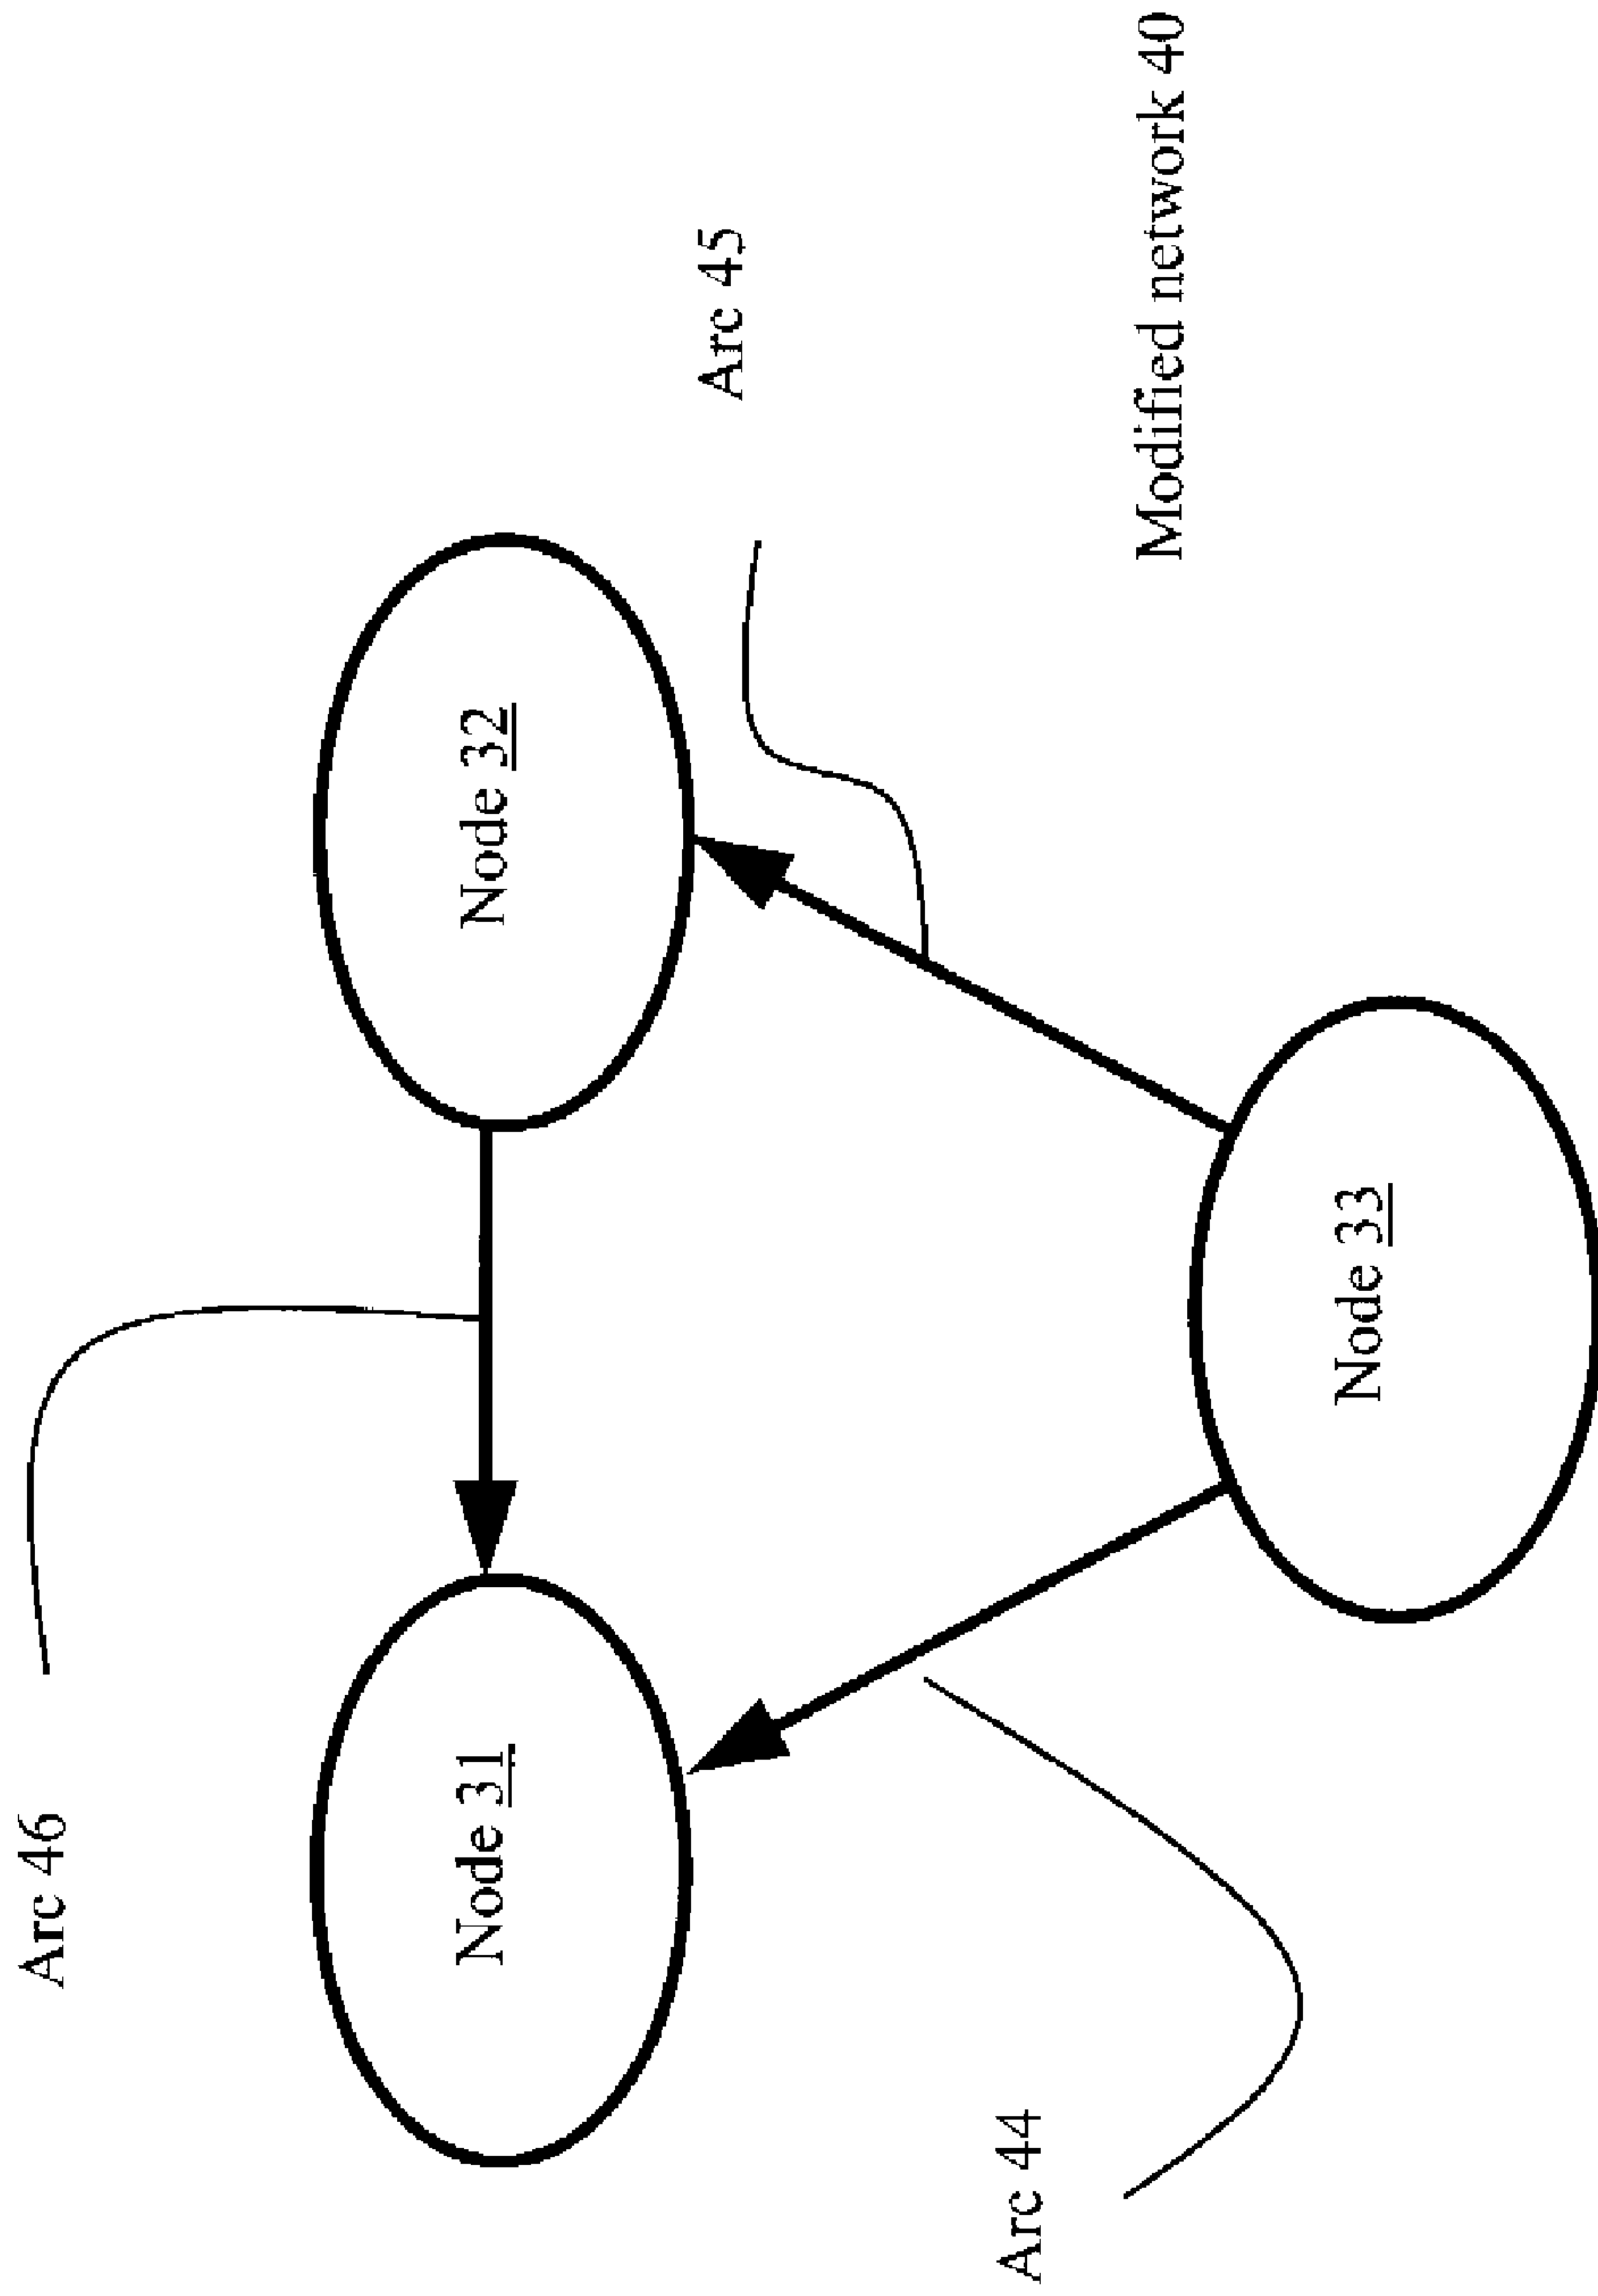 Arc 46
Node 31
Node 32
Arc 45
Arc 44
Node 33
Modified network 40